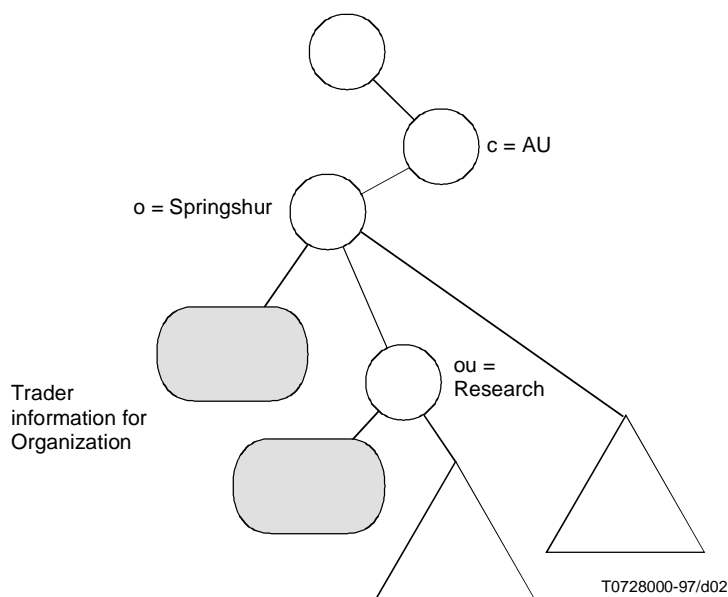 c = AU
o = Springshur
ou =
Research
Trader
information for
Organization
T0728000-97/d02